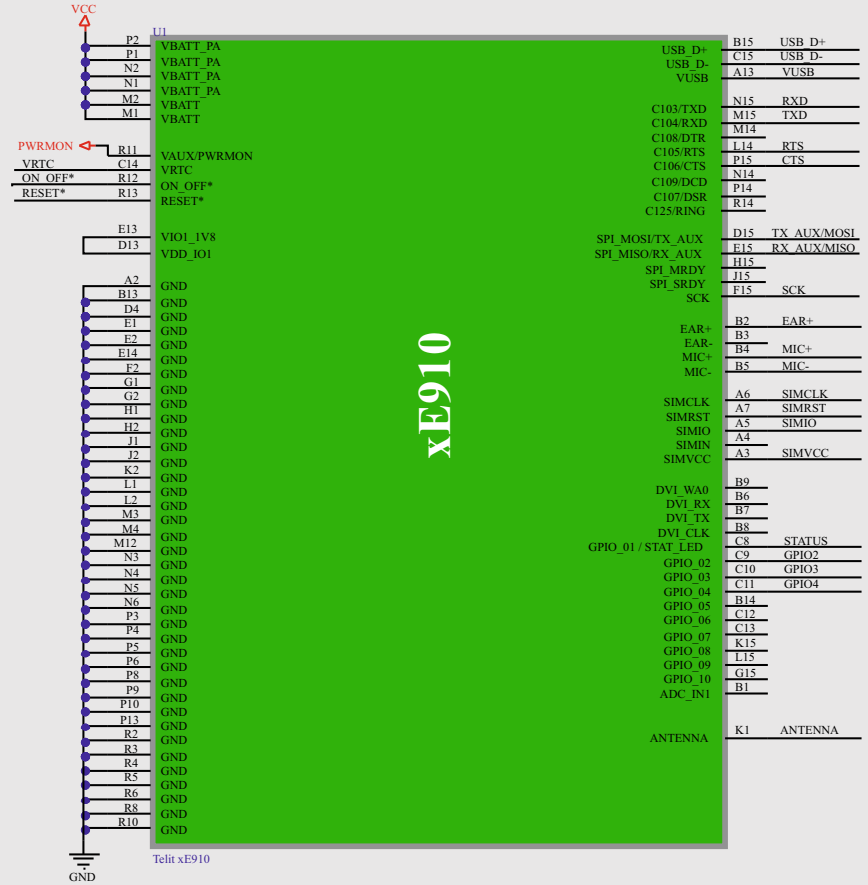 VCC
U1
P2 VBATT_PA
P1 VBATT_PA
N2 VBATT_PA
N1 VBATT_PA
M2 VBATT
M1 VBATT
PWRMON R11 VAUX/PWRMON
VRTC C14 VRTC
ON_OFF* R12 ON_OFF*
RESET* R13 RESET*
E13 VIO1_1V8
D13 VDD_IO1
A2 GND
B13 GND
D4 GND
E1 GND
E2 GND
E14 GND
F2 GND
G1 GND
G2 GND
H1 GND
H2 GND
J1 GND
J2 GND
K2 GND
L1 GND
L2 GND
M3 GND
M4 GND
M12 GND
N3 GND
N4 GND
N5 GND
N6 GND
P3 GND
P4 GND
P5 GND
P6 GND
P8 GND
P9 GND
P10 GND
P13 GND
R2 GND
R3 GND
R4 GND
R5 GND
R6 GND
R8 GND
R10 GND
GND
Telit xE910
xE910
USB_D+ B15 USB_D+
USB_D- C15 USB_D-
VUSB A13 VUSB
C103/TXD N15 RXD
C104/RXD M15 TXD
C108/DTR M14
C105/RTS L14 RTS
C106/CTS P15 CTS
C109/DCD N14
C107/DSR P14
C125/RING R14
SPI_MOSI/TX_AUX D15 TX_AUX/MOSI
SPI_MISO/RX_AUX E15 RX_AUX/MISO
SPI_MRDY H15
SPI_SRDY J15
SCK F15 SCK
EAR+ B2 EAR+
EAR- B3
MIC+ B4 MIC+
MIC- B5 MIC-
SIMCLK A6 SIMCLK
SIMRST A7 SIMRST
SIMIO A5 SIMIO
SIMIN A4
SIMVCC A3 SIMVCC
DVI_WA0 B9
DVI_RX B6
DVI_TX B7
DVI_CLK B8
GPIO_01 / STAT_LED C8 STATUS
GPIO_02 C9 GPIO2
GPIO_03 C10 GPIO3
GPIO_04 C11 GPIO4
GPIO_05 B14
GPIO_06 C12
GPIO_07 C13
GPIO_08 K15
GPIO_09 L15
GPIO_10 G15
ADC_IN1 B1
ANTENNA K1 ANTENNA